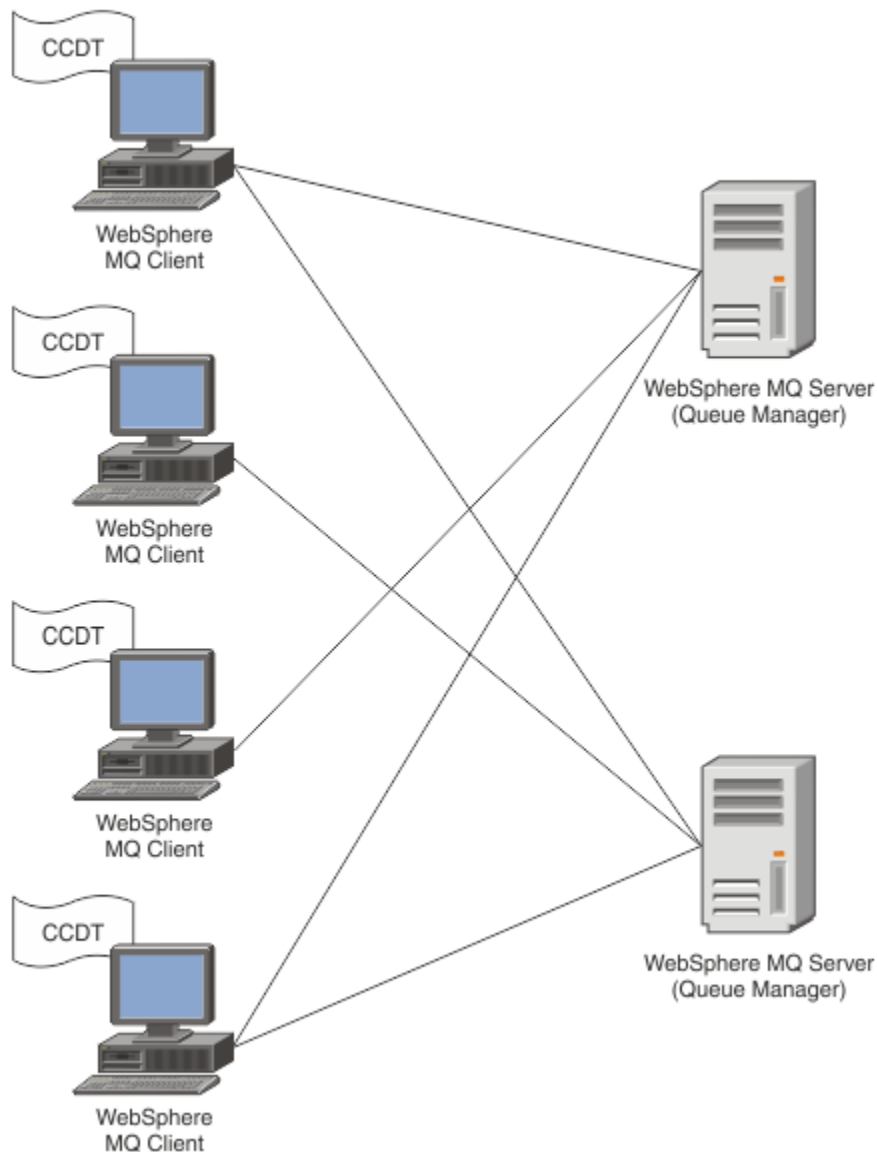 CCDT
WebSphere
MQ Client
WebSphere MQ Server
(Queue Manager)
CCDT
WebSphere
MQ Client
CCDT
WebSphere
MQ Client
CCDT
WebSphere MQ Server
(Queue Manager)
WebSphere
MQ Client